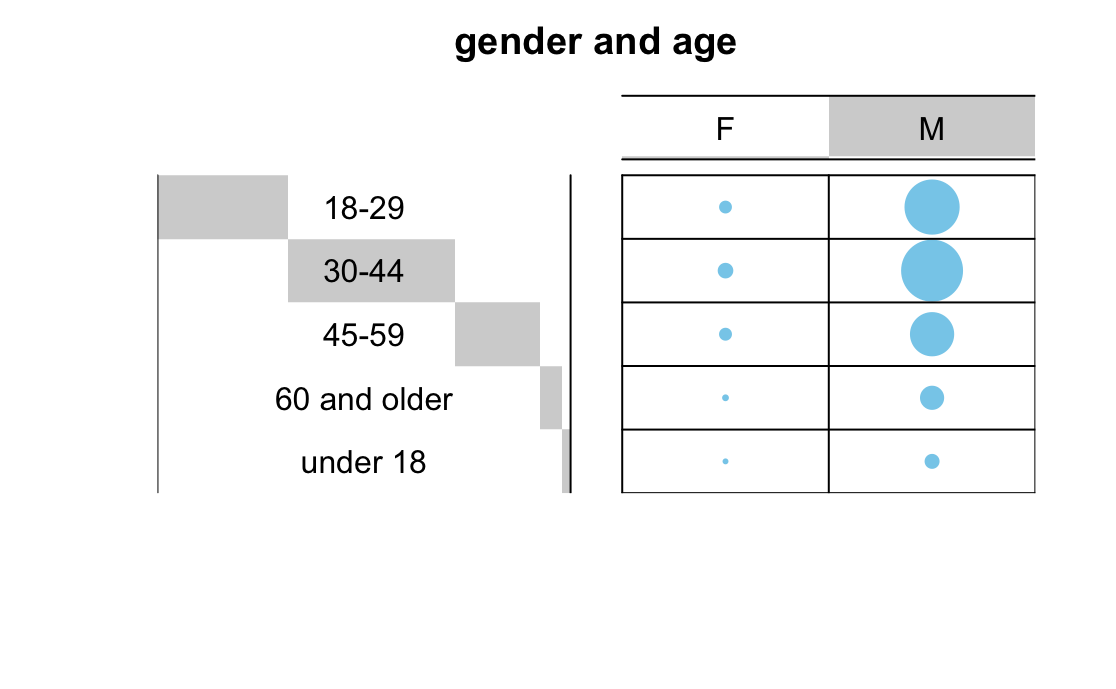 gender and age
F M
18-29
30-44
45-59
60 and older
under 18